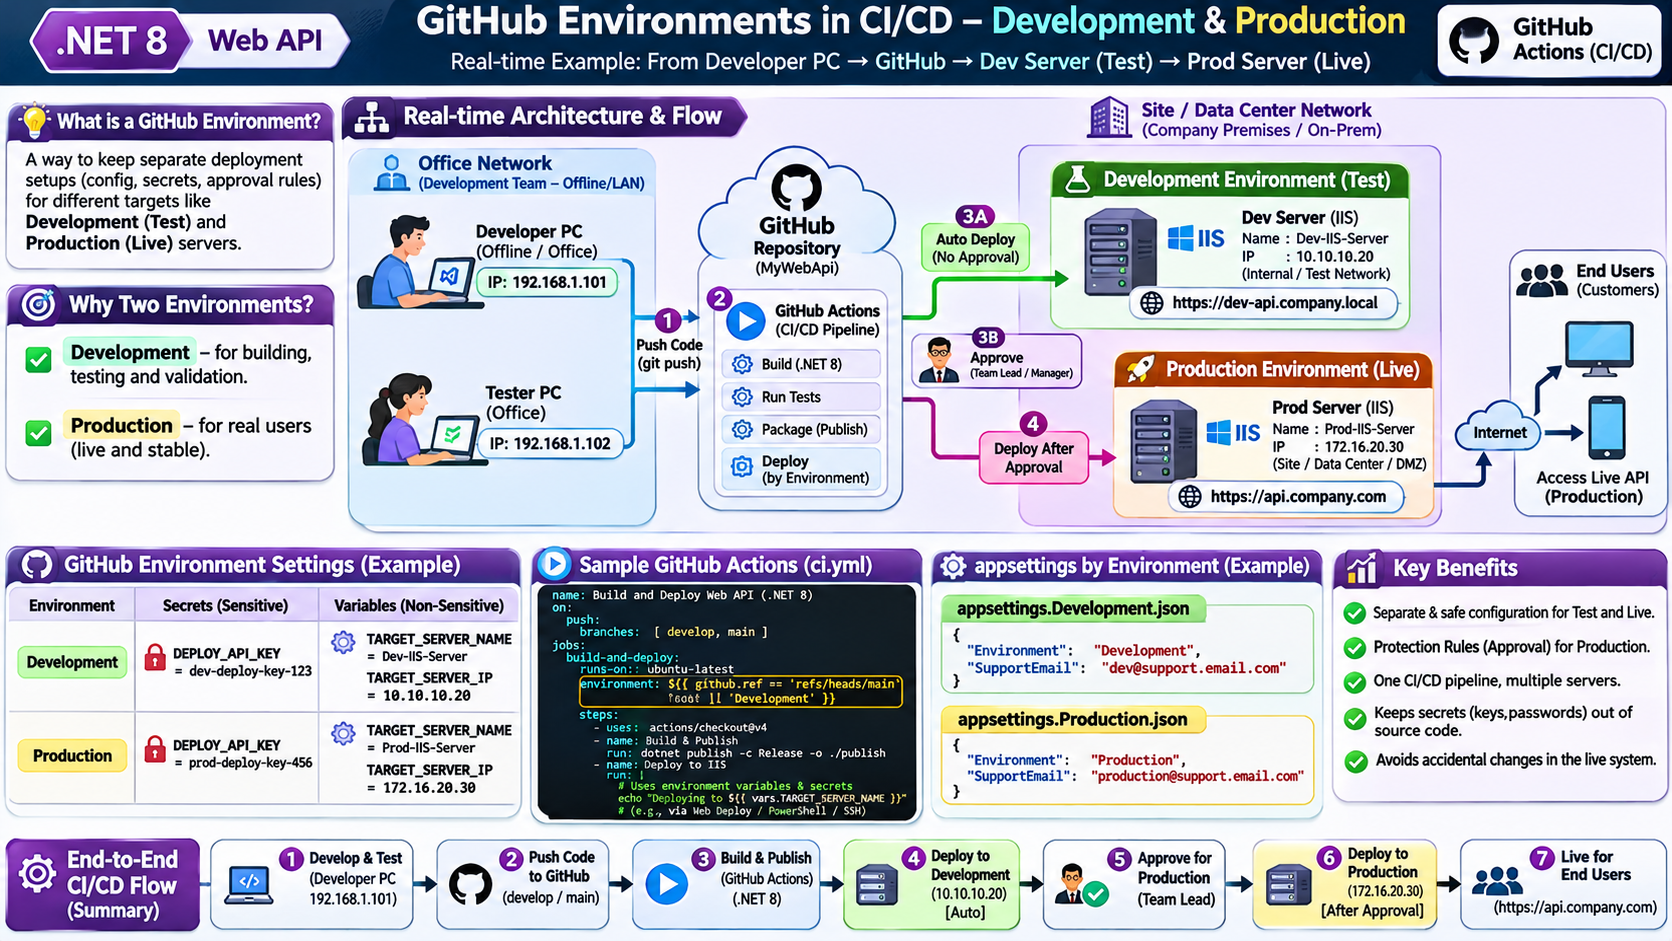 .NET 8
Web API
GitHub Environments in CI/CD – Development & Production
Real-time Example: From Developer PC → GitHub → Dev Server (Test) → Prod Server (Live)
GitHub
Actions (CI/CD)
What is a GitHub Environment?
A way to keep separate deployment
setups (config, secrets, approval rules)
for different targets like
Development (Test) and
Production (Live) servers.
Why Two Environments?
Development – for building,
testing and validation.
Production – for real users
(live and stable).
Real-time Architecture & Flow
Office Network
(Development Team – Offline/LAN)
Developer PC
(Offline / Office)
IP: 192.168.1.101
Tester PC
(Office)
IP: 192.168.1.102
1
Push Code
(git push)
GitHub
Repository
(MyWebApi)
2
GitHub Actions
(CI/CD Pipeline)
Build (.NET 8)
Run Tests
Package (Publish)
Deploy
(by Environment)
3A
Auto Deploy
(No Approval)
3B
Approve
(Team Lead / Manager)
4
Deploy After
Approval
Site / Data Center Network
(Company Premises / On-Prem)
Development Environment (Test)
Dev Server (IIS)
IIS
Name : Dev-IIS-Server
IP : 10.10.10.20
(Internal / Test Network)
https://dev-api.company.local
Production Environment (Live)
Prod Server (IIS)
IIS
Name : Prod-IIS-Server
IP : 172.16.20.30
(Site / Data Center / DMZ)
https://api.company.com
Internet
End Users
(Customers)
Access Live API
(Production)
GitHub Environment Settings (Example)
Environment Secrets (Sensitive) Variables (Non-Sensitive)
Development
DEPLOY_API_KEY
= dev-deploy-key-123
TARGET_SERVER_NAME
= Dev-IIS-Server
TARGET_SERVER_IP
= 10.10.10.20
Production
DEPLOY_API_KEY
= prod-deploy-key-456
TARGET_SERVER_NAME
= Prod-IIS-Server
TARGET_SERVER_IP
= 172.16.20.30
Sample GitHub Actions (ci.yml)
name: Build and Deploy Web API (.NET 8)
on:
push:
branches: [ develop, main ]
jobs:
build-and-deploy:
runs-on:: ubuntu-latest
environment: ${{ github.ref == 'refs/heads/main'
|| 'Development' }}
steps:
- uses: actions/checkout@v4
- name: Build & Publish
run: dotnet publish -c Release -o ./publish
- name: Deploy to IIS
run: |
# Uses environment variables & secrets
echo "Deploying to ${{ vars.TARGET_SERVER_NAME }}"
# (e.g., via Web Deploy / PowerShell / SSH)
appsettings by Environment (Example)
appsettings.Development.json
{
"Environment": "Development",
"SupportEmail": "dev@support.email.com"
}
appsettings.Production.json
{
"Environment": "Production",
"SupportEmail": "production@support.email.com"
}
Key Benefits
Separate & safe configuration for Test and Live.
Protection Rules (Approval) for Production.
One CI/CD pipeline, multiple servers.
Keeps secrets (keys,passwords) out of
source code.
Avoids accidental changes in the live system.
End-to-End
CI/CD Flow
(Summary)
1 Develop & Test
(Developer PC
192.168.1.101)
2 Push Code
to GitHub
(develop / main)
3 Build & Publish
(GitHub Actions)
(.NET 8)
4 Deploy to
Development
(10.10.10.20)
[Auto]
5 Approve for
Production
(Team Lead)
6 Deploy to
Production
(172.16.20.30)
[After Approval]
7 Live for
End Users
(https://api.company.com)